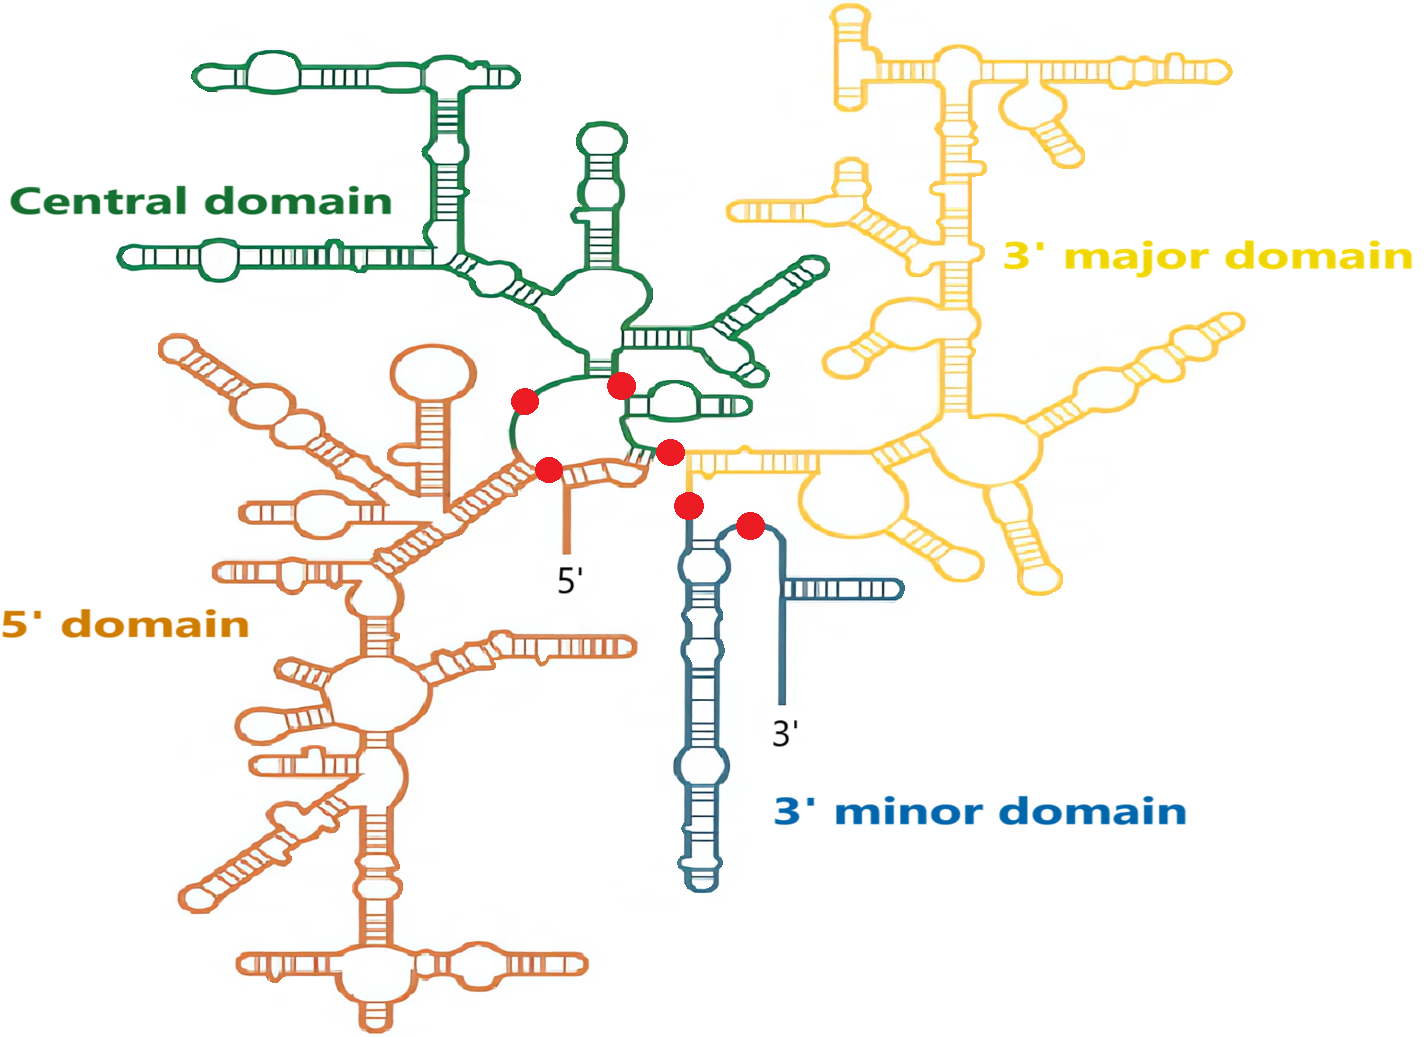 Central domain
3' major domain
5'
5' domain
3'
3' minor domain